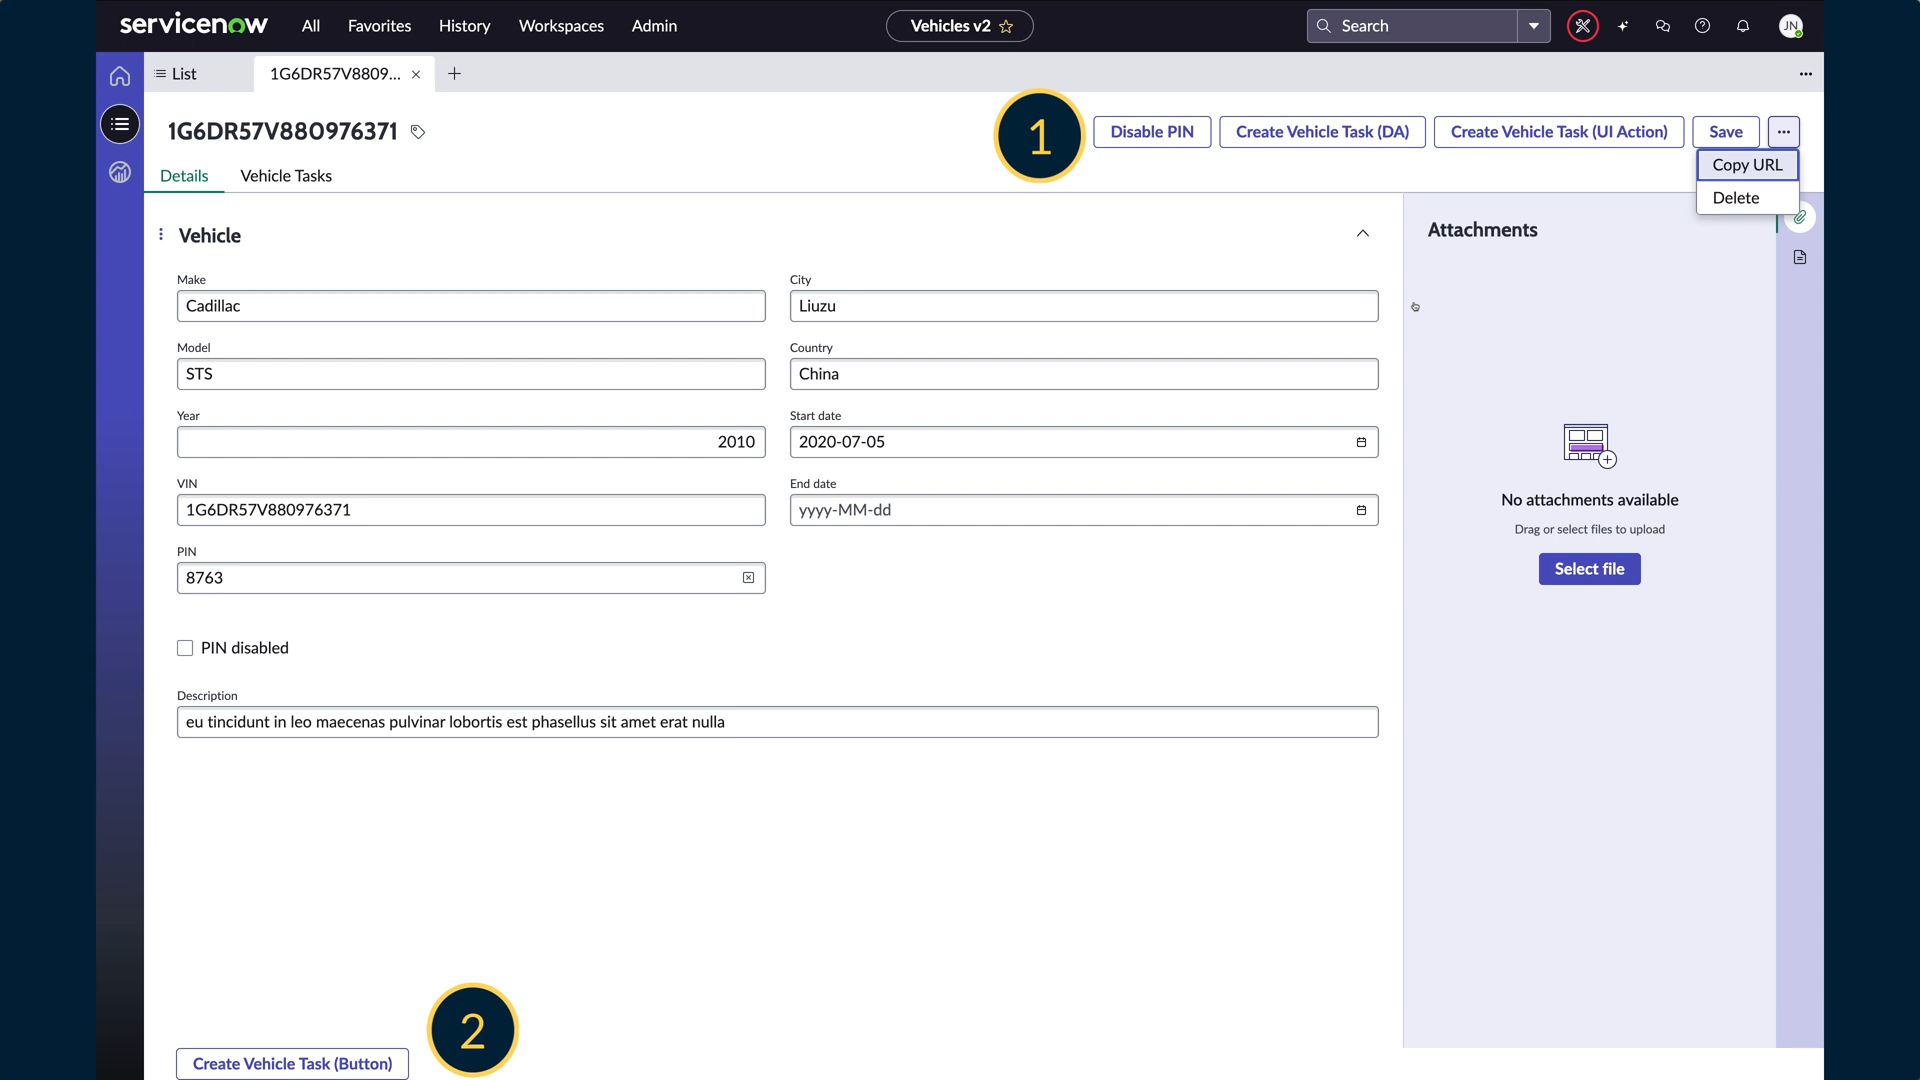 servicenow
All
Favorites
History
Workspaces
Admin
Vehicles v2
Search
JN
List
1G6DR57V8809...
1G6DR57V880976371
1
Disable PIN
Create Vehicle Task (DA)
Create Vehicle Task (UI Action)
Save
Copy URL
Delete
Details
Vehicle Tasks
Vehicle
Attachments
Make
Cadillac
City
Liuzu
Model
STS
Country
China
Year
2010
Start date
2020-07-05
VIN
1G6DR57V880976371
End date
yyyy-MM-dd
No attachments available
Drag or select files to upload
Select file
PIN
8763
PIN disabled
Description
eu tincidunt in leo maecenas pulvinar lobortis est phasellus sit amet erat nulla
2
Create Vehicle Task (Button)